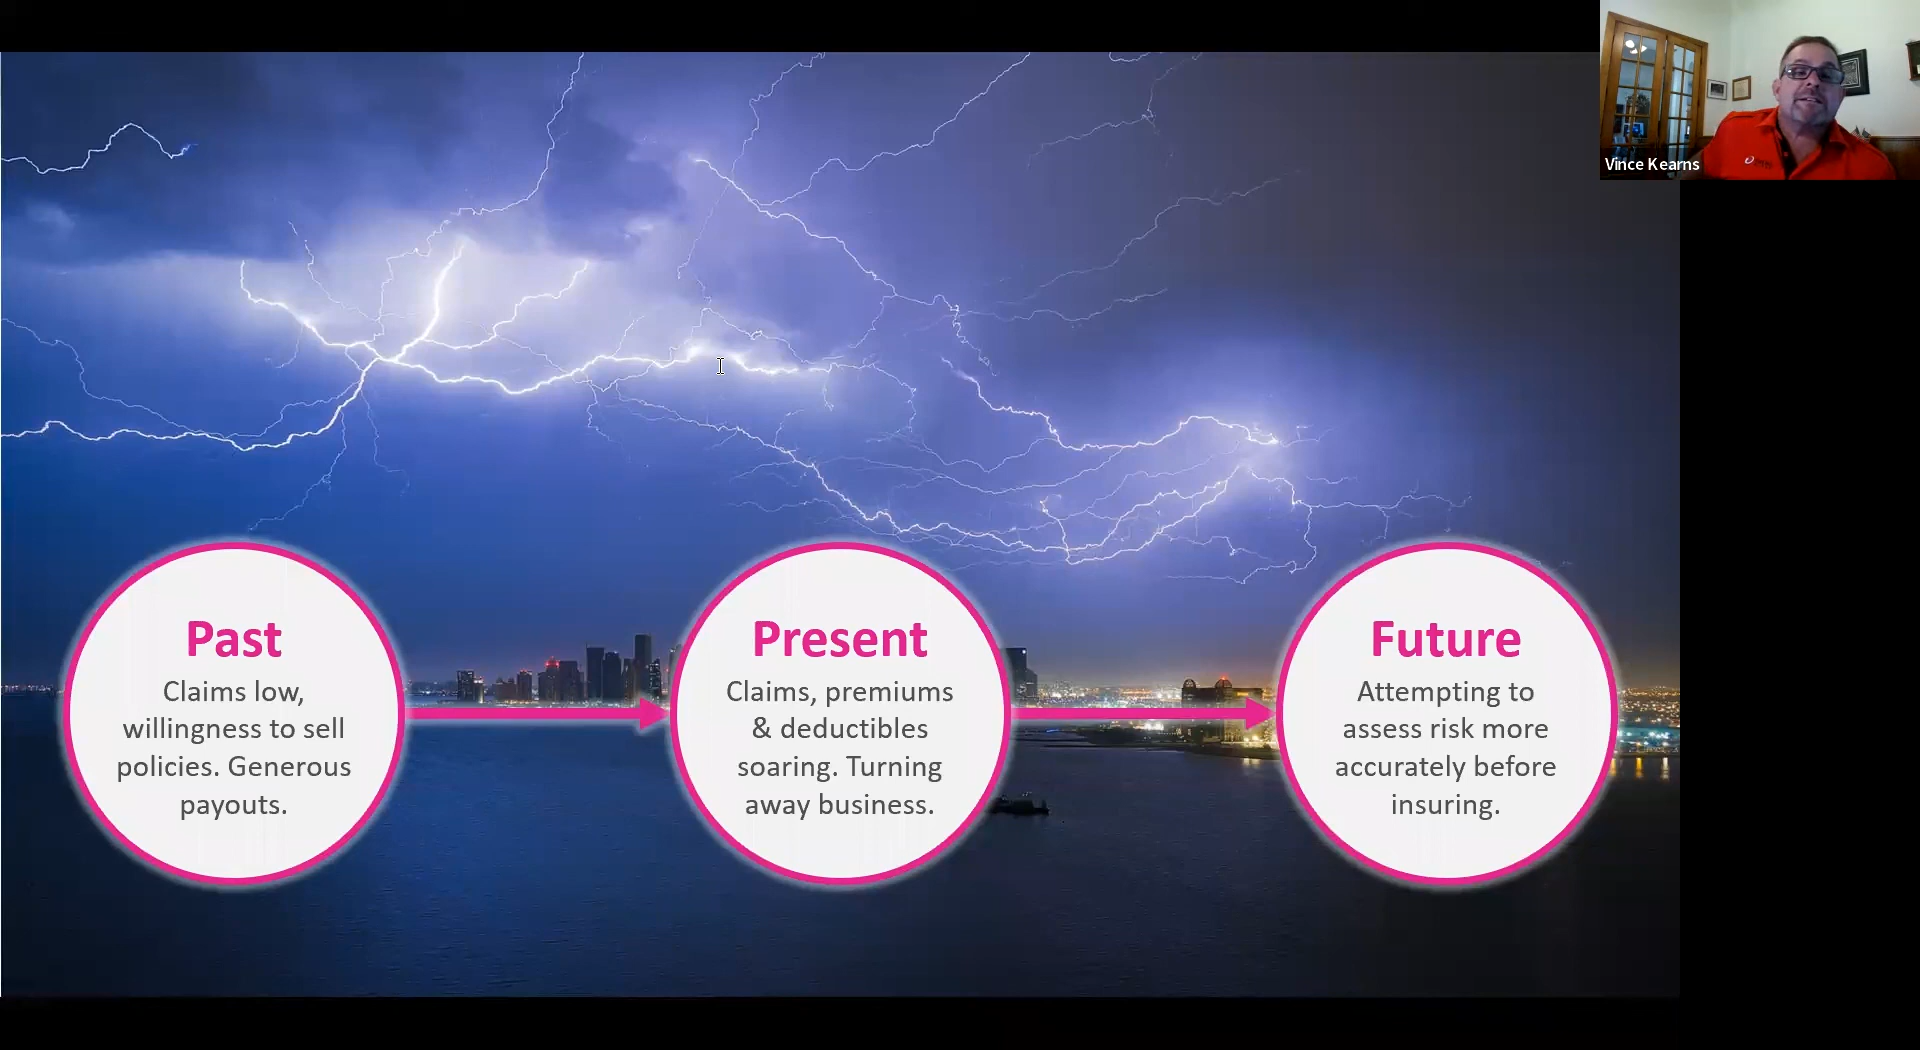 Vince Kearns
Past
Claims low,
willingness to sell
policies. Generous
payouts.
Present
Claims, premiums
& deductibles
soaring. Turning
away business.
Future
Attempting to
assess risk more
accurately before
insuring.